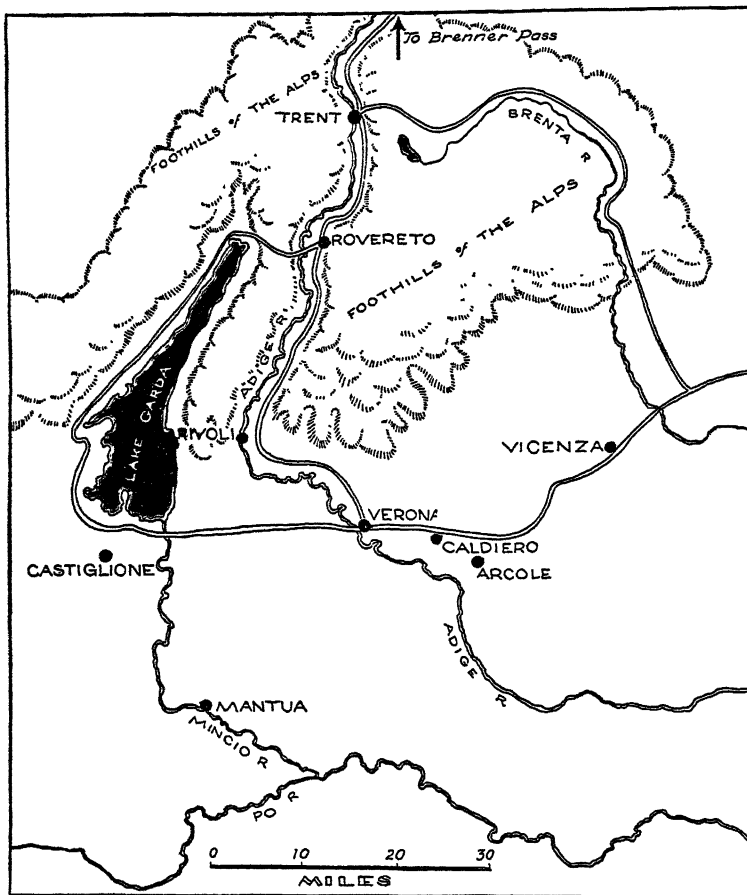 To Brenner Pass
FOOTHILLS of THE ALPS
TRENT
BRENTA R
ROVERETO
FOOTHILLS of THE ALPS
ADIGE R
LAKE GARDA
RIVOLI
VICENZA
VERONA
CALDIERO
CASTIGLIONE
ARCOLE
ADIGE R
MANTUA
MINCIO R
PO R
0 10 20 30
MILES